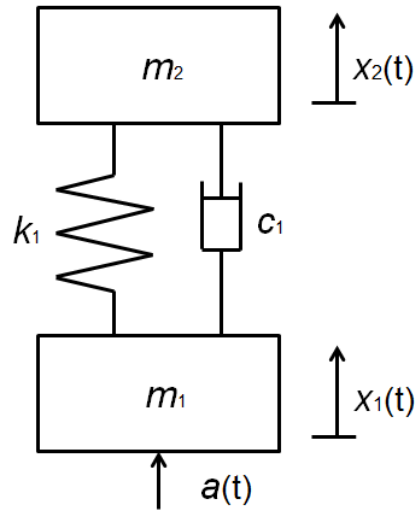 m₂
x₂(t)
k₁
c₁
m₁
x₁(t)
a(t)